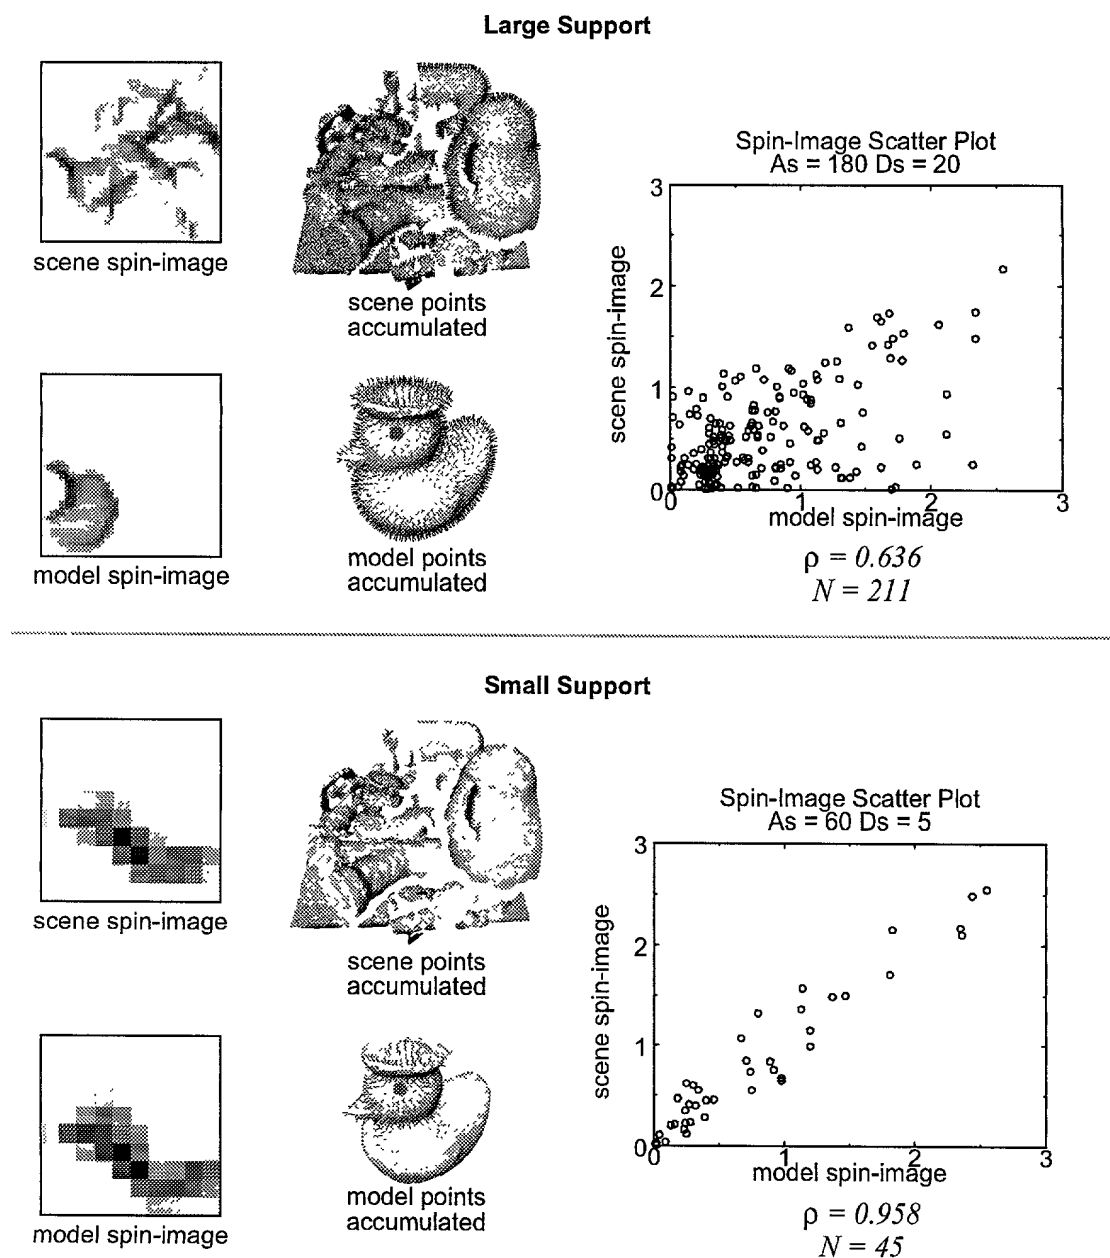 Large Support
scene spin-image
scene points
accumulated
Spin-Image Scatter Plot
As = 180 Ds = 20
3
2
1
0
scene spin-image
0 1 2 3
model spin-image
ρ = 0.636
N = 211
model spin-image
model points
accumulated
Small Support
scene spin-image
scene points
accumulated
Spin-Image Scatter Plot
As = 60 Ds = 5
3
2
1
0
scene spin-image
0 1 2 3
model spin-image
ρ = 0.958
N = 45
model spin-image
model points
accumulated